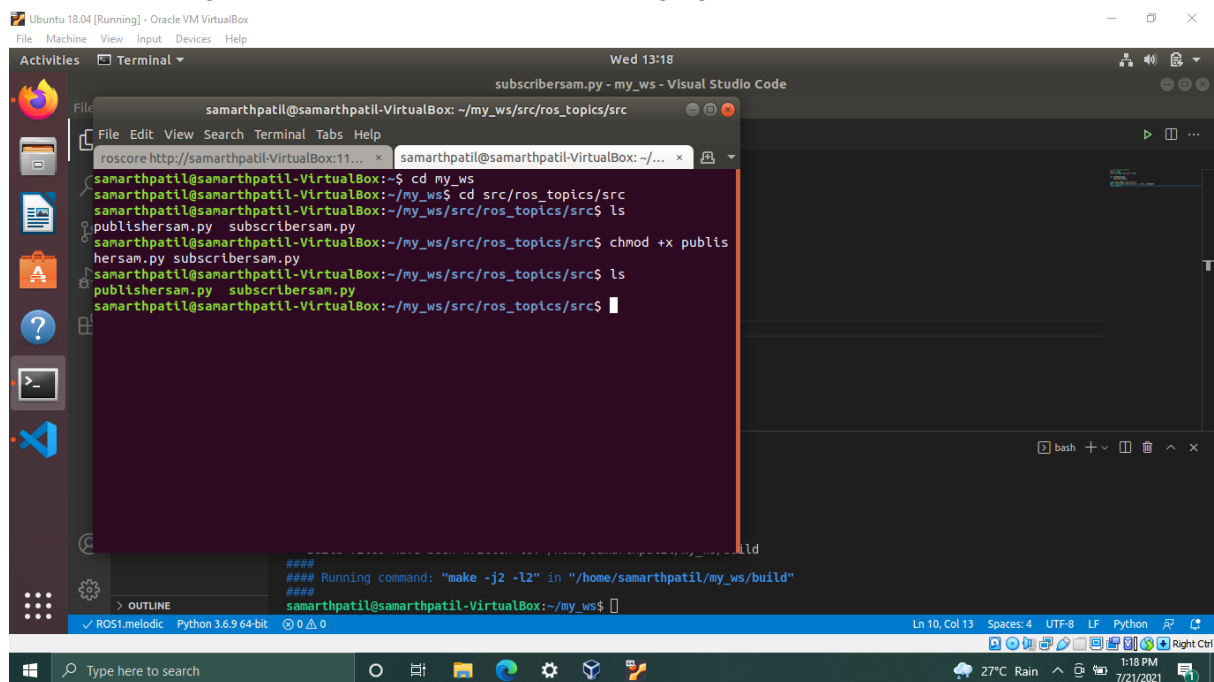 Ubuntu 18.04 [Running] - Oracle VM VirtualBox
File Machine View Input Devices Help
Activities Terminal Wed 13:18
subscribersam.py - my_ws - Visual Studio Code
File
samarthpatil@samarthpatil-VirtualBox: ~/my_ws/src/ros_topics/src
File Edit View Search Terminal Tabs Help
roscore http://samarthpatil-VirtualBox:11... × samarthpatil@samarthpatil-VirtualBox: ~/... ×
samarthpatil@samarthpatil-VirtualBox:~$ cd my_ws
samarthpatil@samarthpatil-VirtualBox:~/my_ws$ cd src/ros_topics/src
samarthpatil@samarthpatil-VirtualBox:~/my_ws/src/ros_topics/src$ ls
publishersam.py subscribersam.py
samarthpatil@samarthpatil-VirtualBox:~/my_ws/src/ros_topics/src$ chmod +x publis
hersam.py subscribersam.py
samarthpatil@samarthpatil-VirtualBox:~/my_ws/src/ros_topics/src$ ls
publishersam.py subscribersam.py
samarthpatil@samarthpatil-VirtualBox:~/my_ws/src/ros_topics/src$
bash
####
#### Running command: "make -j2 -l2" in "/home/samarthpatil/my_ws/build"
####
> OUTLINE
samarthpatil@samarthpatil-VirtualBox:~/my_ws$
ROS1.melodic Python 3.6.9 64-bit 0 0 Ln 10, Col 13 Spaces: 4 UTF-8 LF Python
Right Ctrl
Type here to search 27°C Rain 1:18 PM
7/21/2021